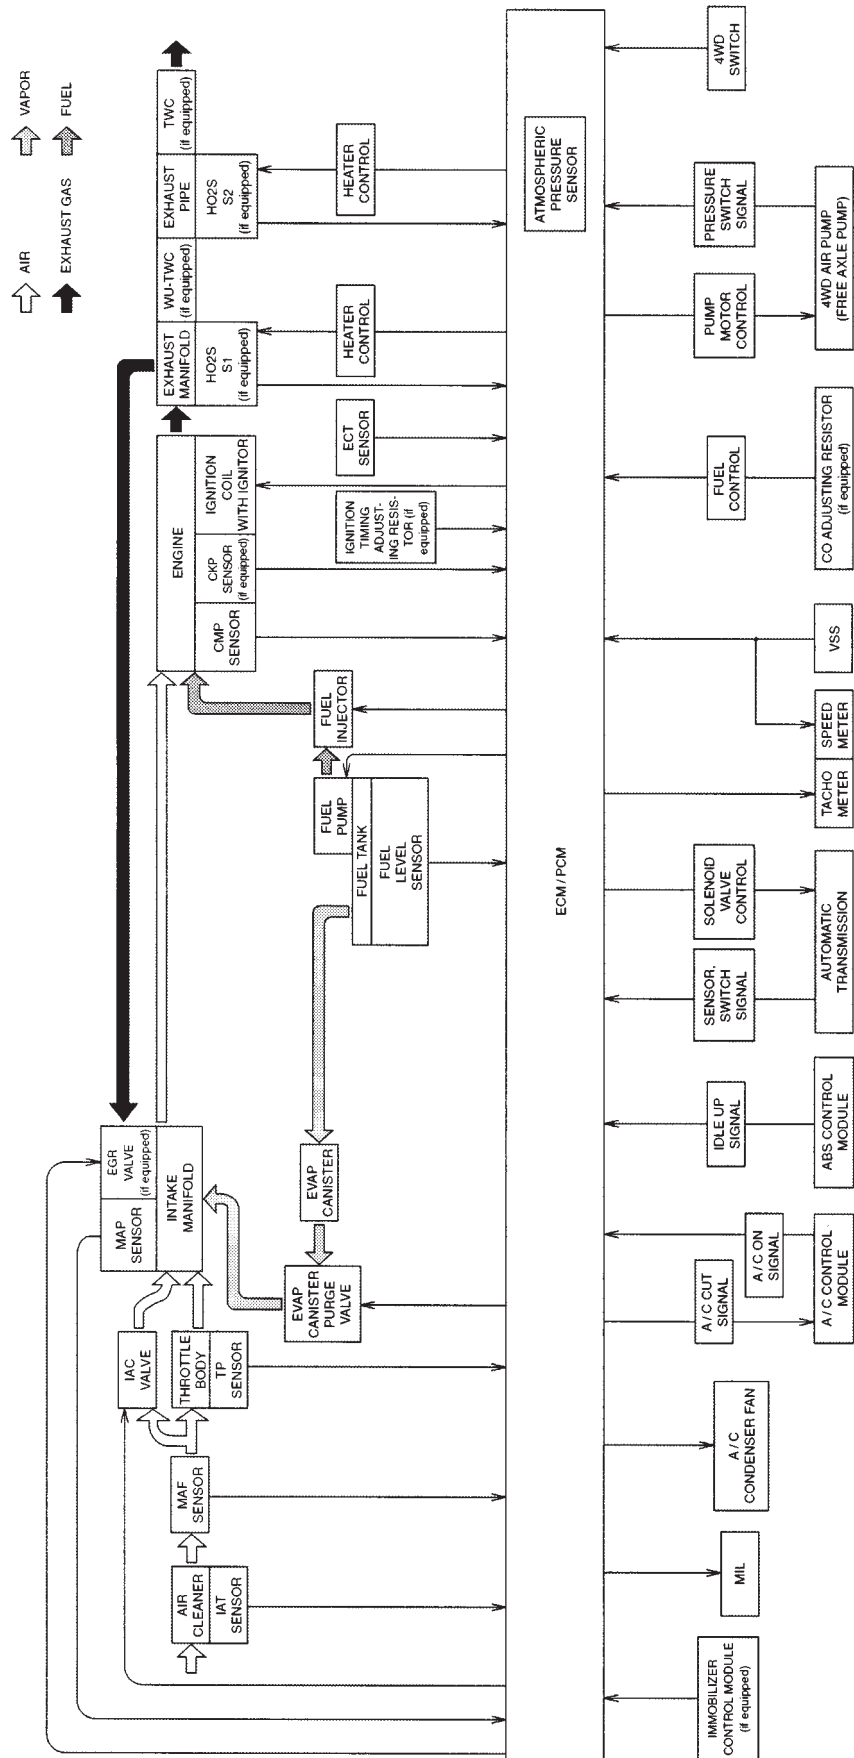 AIR
VAPOR
EXHAUST GAS
FUEL
EGR
VALVE
(if equipped)
MAP
SENSOR
INTAKE
MANIFOLD
IAC
VALVE
THROTTLE
BODY
TP
SENSOR
MAF
SENSOR
AIR
CLEANER
IAT
SENSOR
ENGINE
CMP
SENSOR
CKP
SENSOR
(if equipped)
IGNITION
COIL
WITH IGNITOR
EXHAUST
MANIFOLD
HO2S
S1
(if equipped)
WU-TWC
(if equipped)
EXHAUST
PIPE
HO2S
S2
(if equipped)
TWC
(if equipped)
EVAP
CANISTER
PURGE
VALVE
EVAP
CANISTER
FUEL
PUMP
FUEL TANK
FUEL
LEVEL
SENSOR
FUEL
INJECTOR
IGNITION
TIMING
ADJUST-
ING RESIS-
TOR (if
equipped)
ECT
SENSOR
HEATER
CONTROL
HEATER
CONTROL
ECM / PCM
ATMOSPHERIC
PRESSURE
SENSOR
IMMOBILIZER
CONTROL MODULE
(if equipped)
MIL
A / C
CONDENSER FAN
A / C CUT
SIGNAL
A / C ON
SIGNAL
A / C CONTROL
MODULE
IDLE UP
SIGNAL
ABS CONTROL
MODULE
SENSOR,
SWITCH
SIGNAL
SOLENOID
VALVE
CONTROL
AUTOMATIC
TRANSMISSION
TACHO
METER
SPEED
METER
VSS
FUEL
CONTROL
CO ADJUSTING RESISTOR
(if equipped)
PUMP
MOTOR
CONTROL
PRESSURE
SWITCH
SIGNAL
4WD AIR PUMP
(FREE AXLE PUMP)
4WD
SWITCH